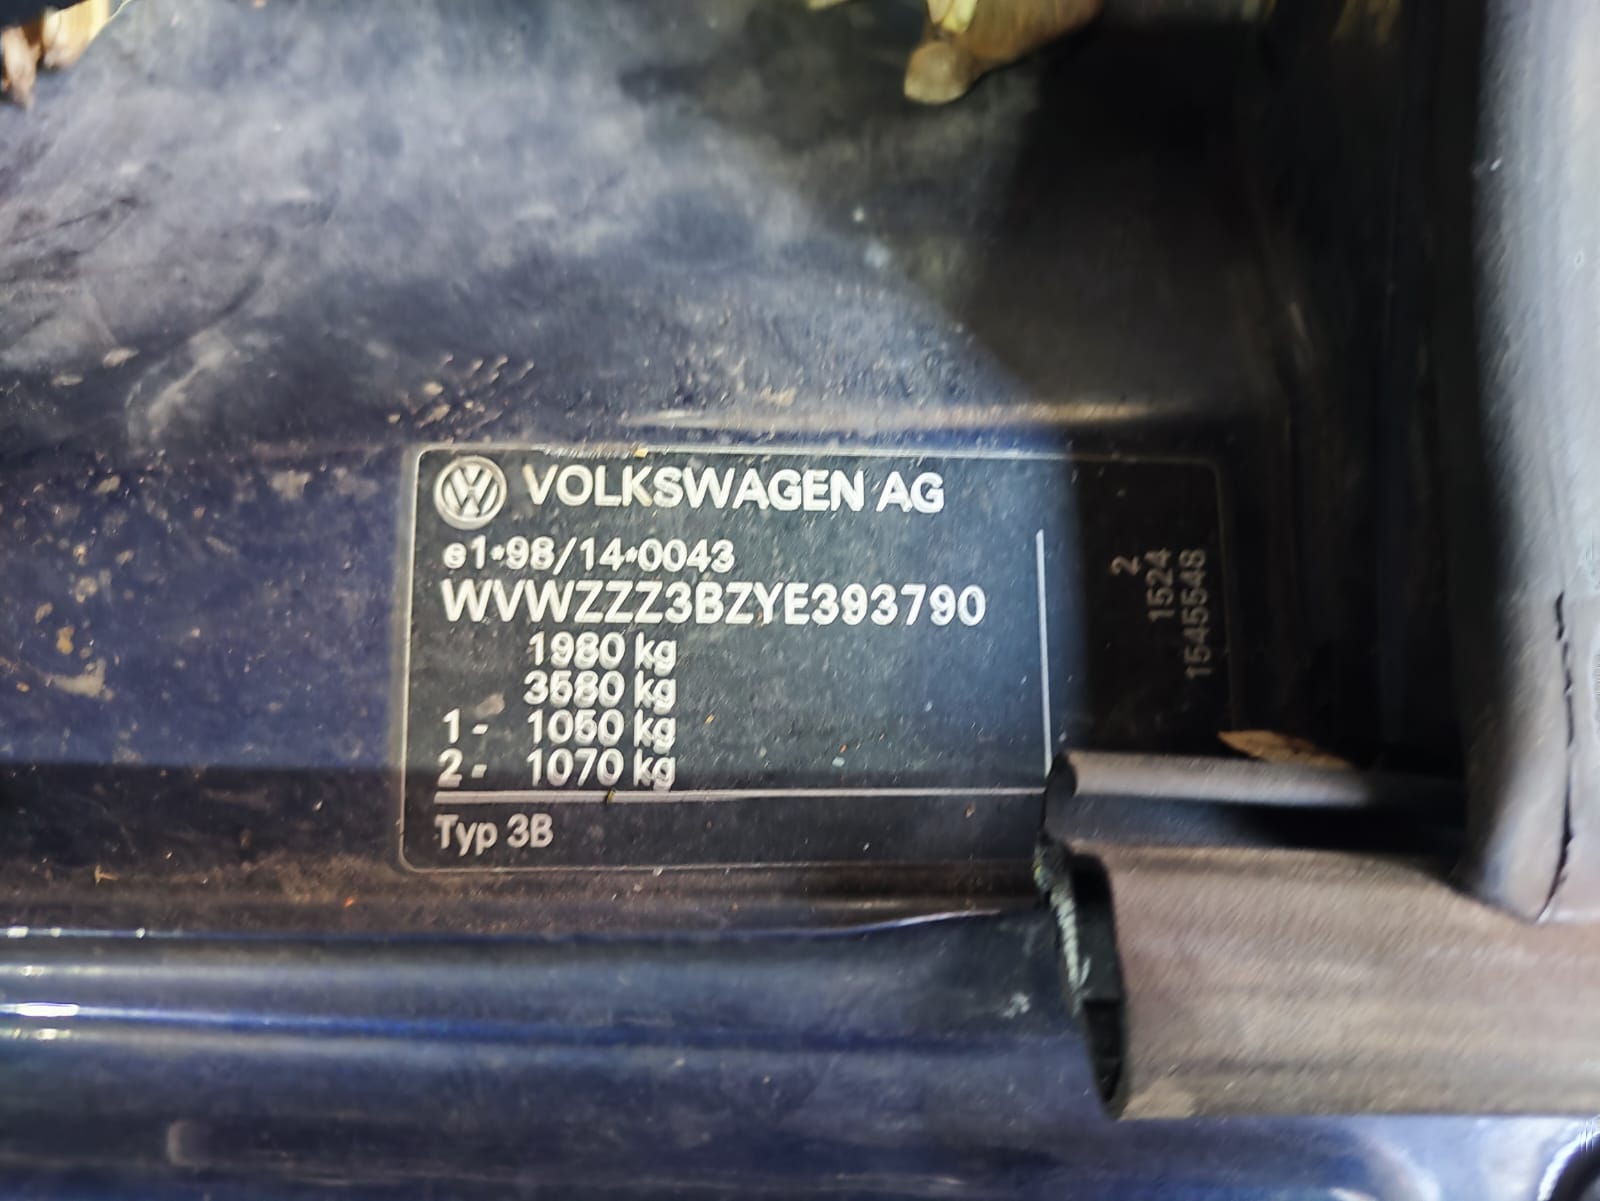 VOLKSWAGEN AG
e1*98/14*0043
WVWZZZ3BZYE393790
1980 kg
3580 kg
1- 1050 kg
2- 1070 kg
Typ 3B
2
1524
1545548